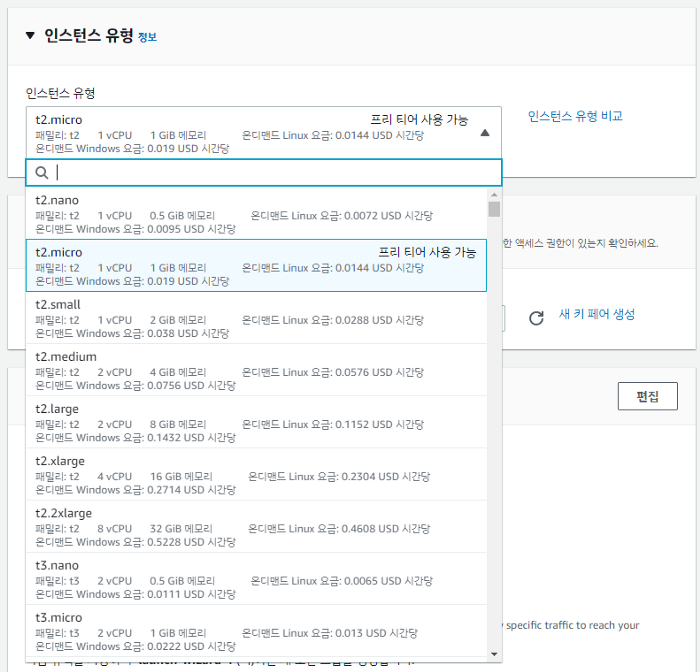 ▼ 인스턴스 유형 정보
인스턴스 유형
t2.micro 프리 티어 사용 가능
패밀리: t2 1 vCPU 1 GiB 메모리 온디맨드 Linux 요금: 0.0144 USD 시간당
온디맨드 Windows 요금: 0.019 USD 시간당
인스턴스 유형 비교
t2.nano
패밀리: t2 1 vCPU 0.5 GiB 메모리 온디맨드 Linux 요금: 0.0072 USD 시간당
온디맨드 Windows 요금: 0.0095 USD 시간당
t2.micro 프리 티어 사용 가능
패밀리: t2 1 vCPU 1 GiB 메모리 온디맨드 Linux 요금: 0.0144 USD 시간당
온디맨드 Windows 요금: 0.019 USD 시간당
한 액세스 권한이 있는지 확인하세요.
t2.small
패밀리: t2 1 vCPU 2 GiB 메모리 온디맨드 Linux 요금: 0.0288 USD 시간당
온디맨드 Windows 요금: 0.038 USD 시간당
새 키 페어 생성
t2.medium
패밀리: t2 2 vCPU 4 GiB 메모리 온디맨드 Linux 요금: 0.0576 USD 시간당
온디맨드 Windows 요금: 0.0756 USD 시간당
편집
t2.large
패밀리: t2 2 vCPU 8 GiB 메모리 온디맨드 Linux 요금: 0.1152 USD 시간당
온디맨드 Windows 요금: 0.1432 USD 시간당
t2.xlarge
패밀리: t2 4 vCPU 16 GiB 메모리 온디맨드 Linux 요금: 0.2304 USD 시간당
온디맨드 Windows 요금: 0.2714 USD 시간당
t2.2xlarge
패밀리: t2 8 vCPU 32 GiB 메모리 온디맨드 Linux 요금: 0.4608 USD 시간당
온디맨드 Windows 요금: 0.5228 USD 시간당
t3.nano
패밀리: t3 2 vCPU 0.5 GiB 메모리 온디맨드 Linux 요금: 0.0065 USD 시간당
온디맨드 Windows 요금: 0.0111 USD 시간당
t3.micro
패밀리: t3 2 vCPU 1 GiB 메모리 온디맨드 Linux 요금: 0.013 USD 시간당
온디맨드 Windows 요금: 0.0222 USD 시간당
specific traffic to reach your